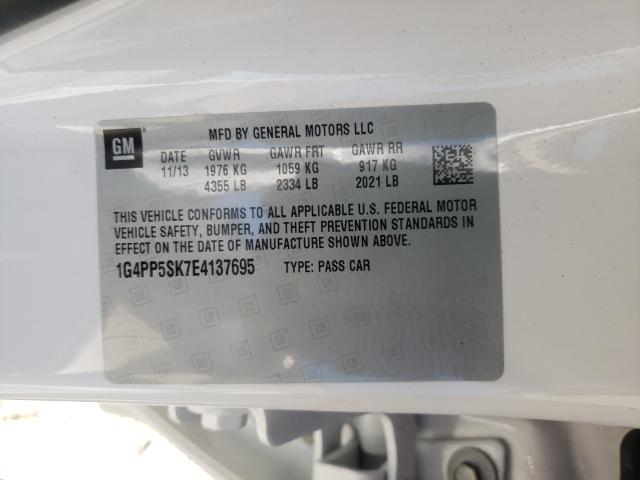 GM
MFD BY GENERAL MOTORS LLC
DATE GVWR GAWR FRT GAWR RR
11/13 1976 KG 1059 KG 917 KG
4355 LB 2334 LB 2021 LB
THIS VEHICLE CONFORMS TO ALL APPLICABLE U.S. FEDERAL MOTOR
VEHICLE SAFETY, BUMPER, AND THEFT PREVENTION STANDARDS IN
EFFECT ON THE DATE OF MANUFACTURE SHOWN ABOVE.
1G4PP5SK7E4137695 TYPE: PASS CAR